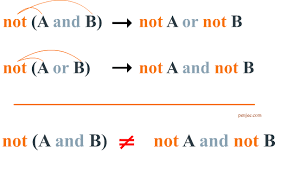 not (A and B) → not A or not B
not (A or B) → not A and not B
not (A and B) ≠ not A and not B